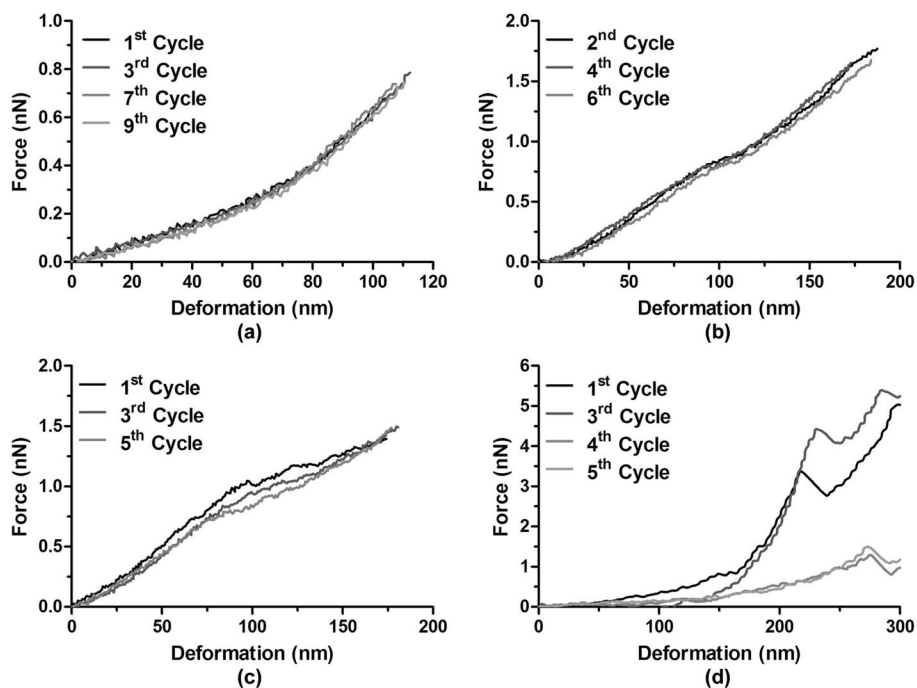 1st Cycle
3rd Cycle
7th Cycle
9th Cycle
Force (nN)
1.0
0.8
0.6
0.4
0.2
0.0
0 20 40 60 80 100 120
Deformation (nm)
(a)
2nd Cycle
4th Cycle
6th Cycle
Force (nN)
2.0
1.5
1.0
0.5
0.0
0 50 100 150 200
Deformation (nm)
(b)
1st Cycle
3rd Cycle
5th Cycle
Force (nN)
2.0
1.5
1.0
0.5
0.0
0 50 100 150 200
Deformation (nm)
(c)
1st Cycle
3rd Cycle
4th Cycle
5th Cycle
Force (nN)
6
5
4
3
2
1
0
0 100 200 300
Deformation (nm)
(d)